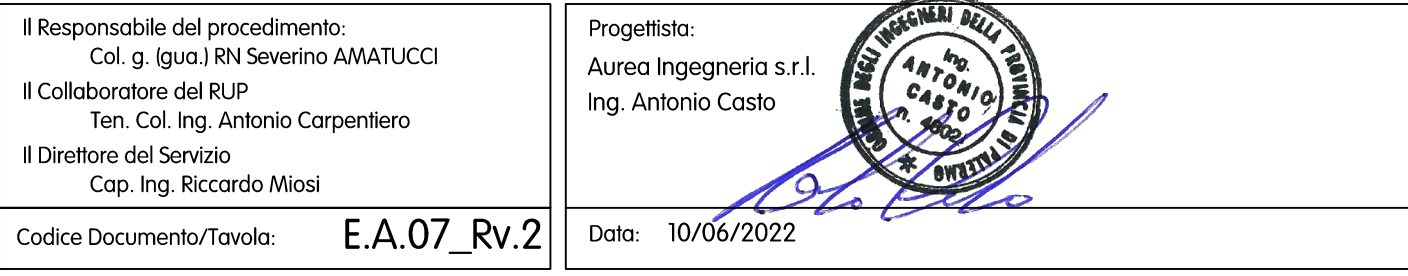 Il Responsabile del procedimento:
Col. g. (gua.) RN Severino AMATUCCI
Il Collaboratore del RUP
Ten. Col. Ing. Antonio Carpentiero
Il Direttore del Servizio
Cap. Ing. Riccardo Miosi
Codice Documento/Tavola: E.A.07_Rv.2
Progettista:
Aurea Ingegneria s.r.l.
Ing. Antonio Casto
ORDINE DEGLI INGEGNERI DELLA PROVINCIA DI PALERMO
Ing.
ANTONIO
CASTO
n. 4602
Data: 10/06/2022